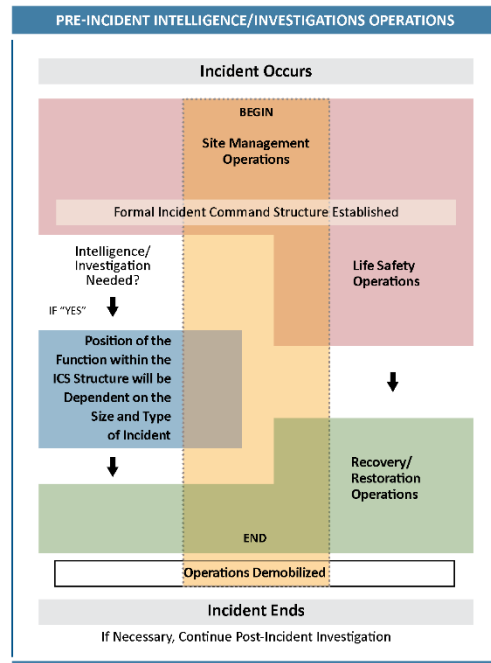 PRE-INCIDENT INTELLIGENCE/INVESTIGATIONS OPERATIONS
Incident Occurs
BEGIN
Site Management
Operations
Formal Incident Command Structure Established
Intelligence/
Investigation
Needed?
Life Safety
Operations
IF “YES”
Position of the
Function within the
ICS Structure will be
Dependent on the
Size and Type
of Incident
Recovery/
Restoration
Operations
END
Operations Demobilized
Incident Ends
If Necessary, Continue Post-Incident Investigation